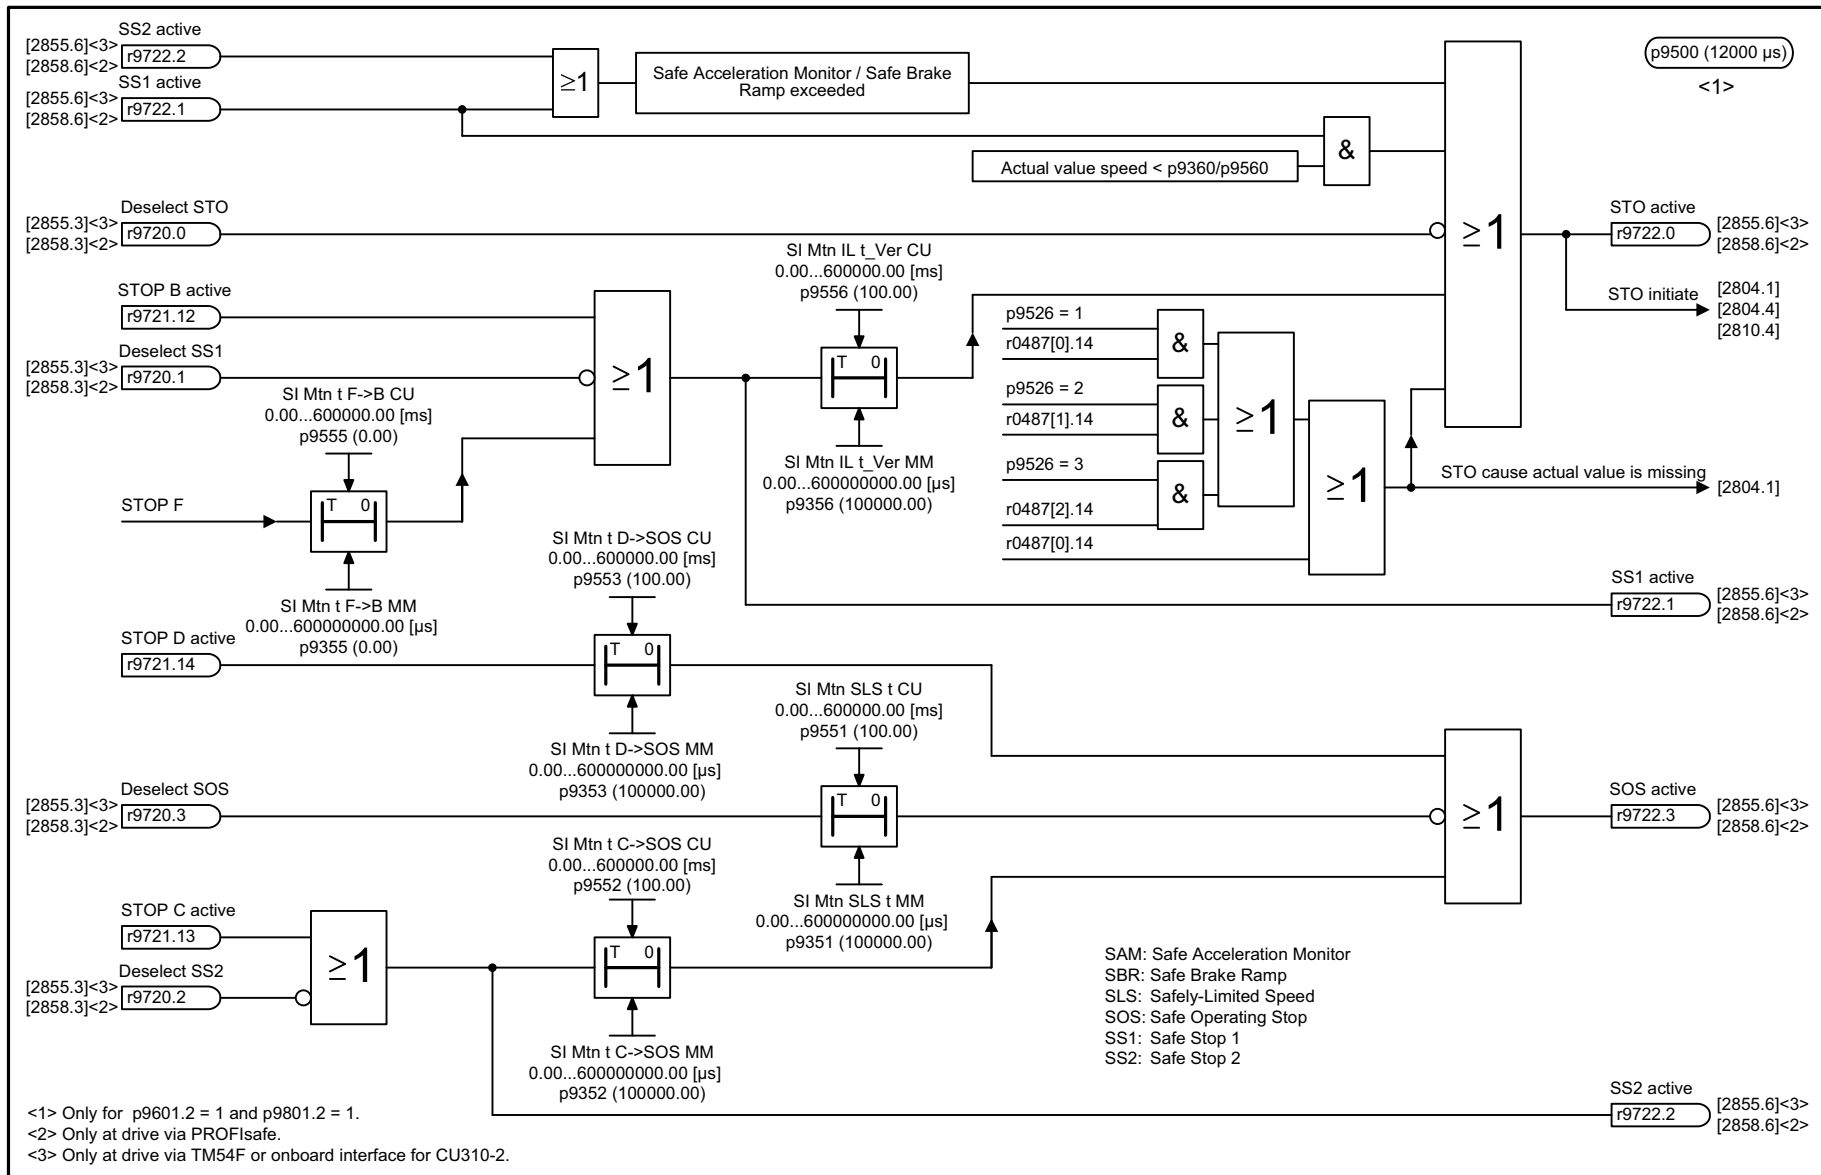 SS2 active
[2855.6]<3>
[2858.6]<2>
r9722.2
SS1 active
[2855.6]<3>
[2858.6]<2>
r9722.1
≥1
Safe Acceleration Monitor / Safe Brake
Ramp exceeded
p9500 (12000 µs)
<1>
&
Actual value speed < p9360/p9560
Deselect STO
[2855.3]<3>
[2858.3]<2>
r9720.0
≥1
STO active
r9722.0
[2855.6]<3>
[2858.6]<2>
STO initiate
[2804.1]
[2804.4]
[2810.4]
STOP B active
r9721.12
Deselect SS1
[2855.3]<3>
[2858.3]<2>
r9720.1
≥1
SI Mtn IL t_Ver CU
0.00...600000.00 [ms]
p9556 (100.00)
T 0
SI Mtn IL t_Ver MM
0.00...600000000.00 [µs]
p9356 (100000.00)
p9526 = 1
r0487[0].14
&
p9526 = 2
r0487[1].14
&
p9526 = 3
r0487[2].14
&
≥1
r0487[0].14
≥1
STO cause actual value is missing
[2804.1]
SI Mtn t F->B CU
0.00...600000.00 [ms]
p9555 (0.00)
STOP F
T 0
SI Mtn t F->B MM
0.00...600000000.00 [µs]
p9355 (0.00)
SS1 active
r9722.1
[2855.6]<3>
[2858.6]<2>
SI Mtn t D->SOS CU
0.00...600000.00 [ms]
p9553 (100.00)
STOP D active
r9721.14
T 0
SI Mtn t D->SOS MM
0.00...600000000.00 [µs]
p9353 (100000.00)
SI Mtn SLS t CU
0.00...600000.00 [ms]
p9551 (100.00)
Deselect SOS
[2855.3]<3>
[2858.3]<2>
r9720.3
T 0
SI Mtn SLS t MM
0.00...600000000.00 [µs]
p9351 (100000.00)
≥1
SOS active
r9722.3
[2855.6]<3>
[2858.6]<2>
SI Mtn t C->SOS CU
0.00...600000.00 [ms]
p9552 (100.00)
STOP C active
r9721.13
Deselect SS2
[2855.3]<3>
[2858.3]<2>
r9720.2
≥1
T 0
SI Mtn t C->SOS MM
0.00...600000000.00 [µs]
p9352 (100000.00)
SAM: Safe Acceleration Monitor
SBR: Safe Brake Ramp
SLS: Safely-Limited Speed
SOS: Safe Operating Stop
SS1: Safe Stop 1
SS2: Safe Stop 2
SS2 active
r9722.2
[2855.6]<3>
[2858.6]<2>
<1> Only for p9601.2 = 1 and p9801.2 = 1.
<2> Only at drive via PROFIsafe.
<3> Only at drive via TM54F or onboard interface for CU310-2.